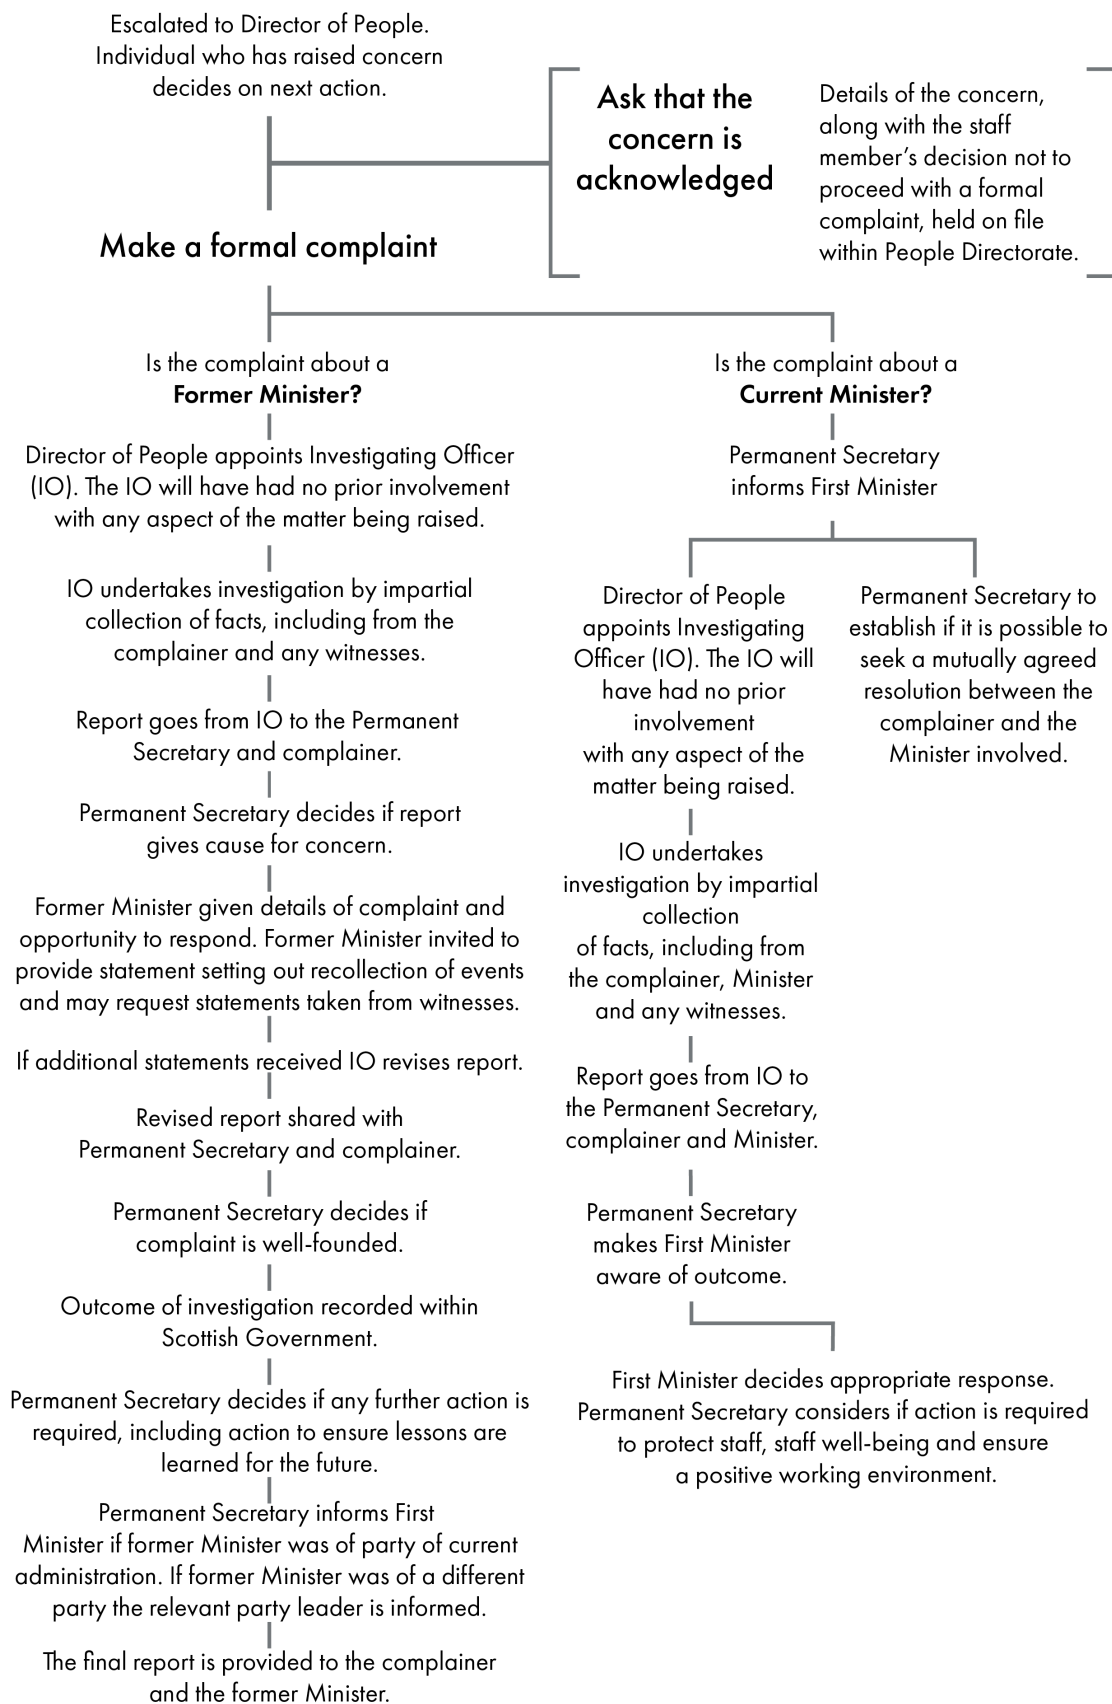 Escalated to Director of People.
Individual who has raised concern
decides on next action.
Ask that the
concern is
acknowledged
Details of the concern,
along with the staff
member's decision not to
proceed with a formal
complaint, held on file
within People Directorate.
Make a formal complaint
Is the complaint about a
Former Minister?
Director of People appoints Investigating Officer
(IO). The IO will have had no prior involvement
with any aspect of the matter being raised.
IO undertakes investigation by impartial
collection of facts, including from the
complainer and any witnesses.
Report goes from IO to the Permanent
Secretary and complainer.
Permanent Secretary decides if report
gives cause for concern.
Former Minister given details of complaint and
opportunity to respond. Former Minister invited to
provide statement setting out recollection of events
and may request statements taken from witnesses.
If additional statements received IO revises report.
Revised report shared with
Permanent Secretary and complainer.
Permanent Secretary decides if
complaint is well-founded.
Outcome of investigation recorded within
Scottish Government.
Permanent Secretary decides if any further action is
required, including action to ensure lessons are
learned for the future.
Permanent Secretary informs First
Minister if former Minister was of party of current
administration. If former Minister was of a different
party the relevant party leader is informed.
The final report is provided to the complainer
and the former Minister.
Is the complaint about a
Current Minister?
Permanent Secretary
informs First Minister
Director of People
appoints Investigating
Officer (IO). The IO will
have had no prior
involvement
with any aspect of the
matter being raised.
IO undertakes
investigation by impartial
collection
of facts, including from
the complainer, Minister
and any witnesses.
Report goes from IO to
the Permanent Secretary,
complainer and Minister.
Permanent Secretary
makes First Minister
aware of outcome.
Permanent Secretary to
establish if it is possible to
seek a mutually agreed
resolution between the
complainer and the
Minister involved.
First Minister decides appropriate response.
Permanent Secretary considers if action is required
to protect staff, staff well-being and ensure
a positive working environment.